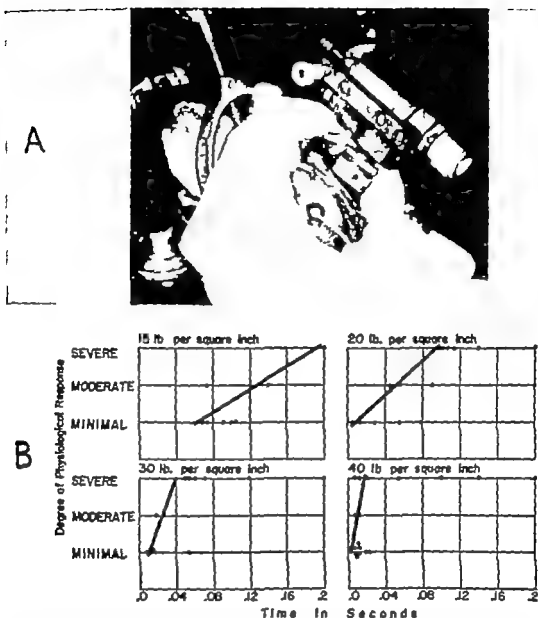 A
15 lb per square inch
20 lb. per square inch
SEVERE
MODERATE
MINIMAL
B
Degree of Physiological Response
30 lb. per square inch
40 lb per square inch
SEVERE
MODERATE
MINIMAL
.0 .04 .08 .12 .16 .2
.0 .04 .08 .12 .16 .2
Time in Seconds